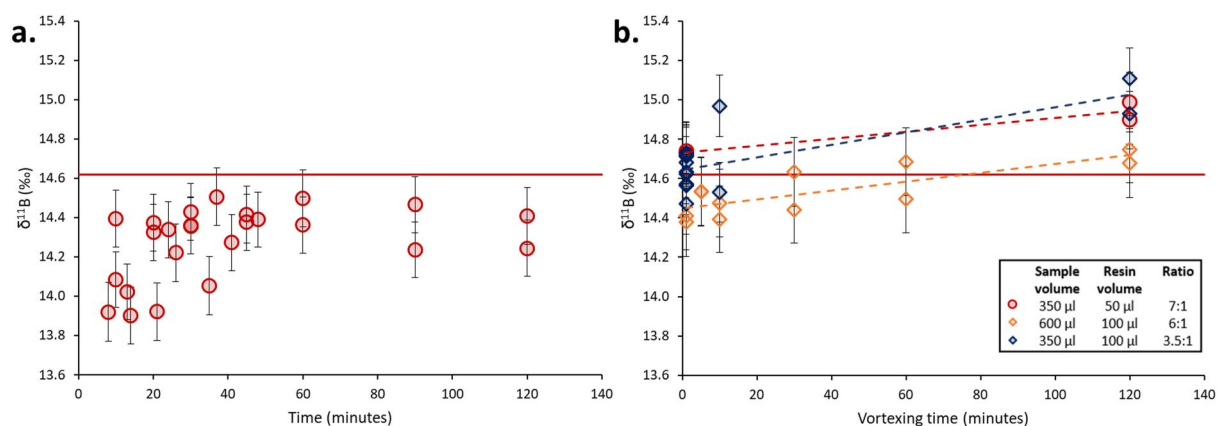 a.
δ¹¹B (‰)
15.4
15.2
15.0
14.8
14.6
14.4
14.2
14.0
13.8
13.6
0 20 40 60 80 100 120 140
Time (minutes)
b.
δ¹¹B (‰)
15.4
15.2
15.0
14.8
14.6
14.4
14.2
14.0
13.8
13.6
0 20 40 60 80 100 120 140
Vortexing time (minutes)
Sample Resin Ratio
volume volume
350 µl 50 µl 7:1
600 µl 100 µl 6:1
350 µl 100 µl 3.5:1